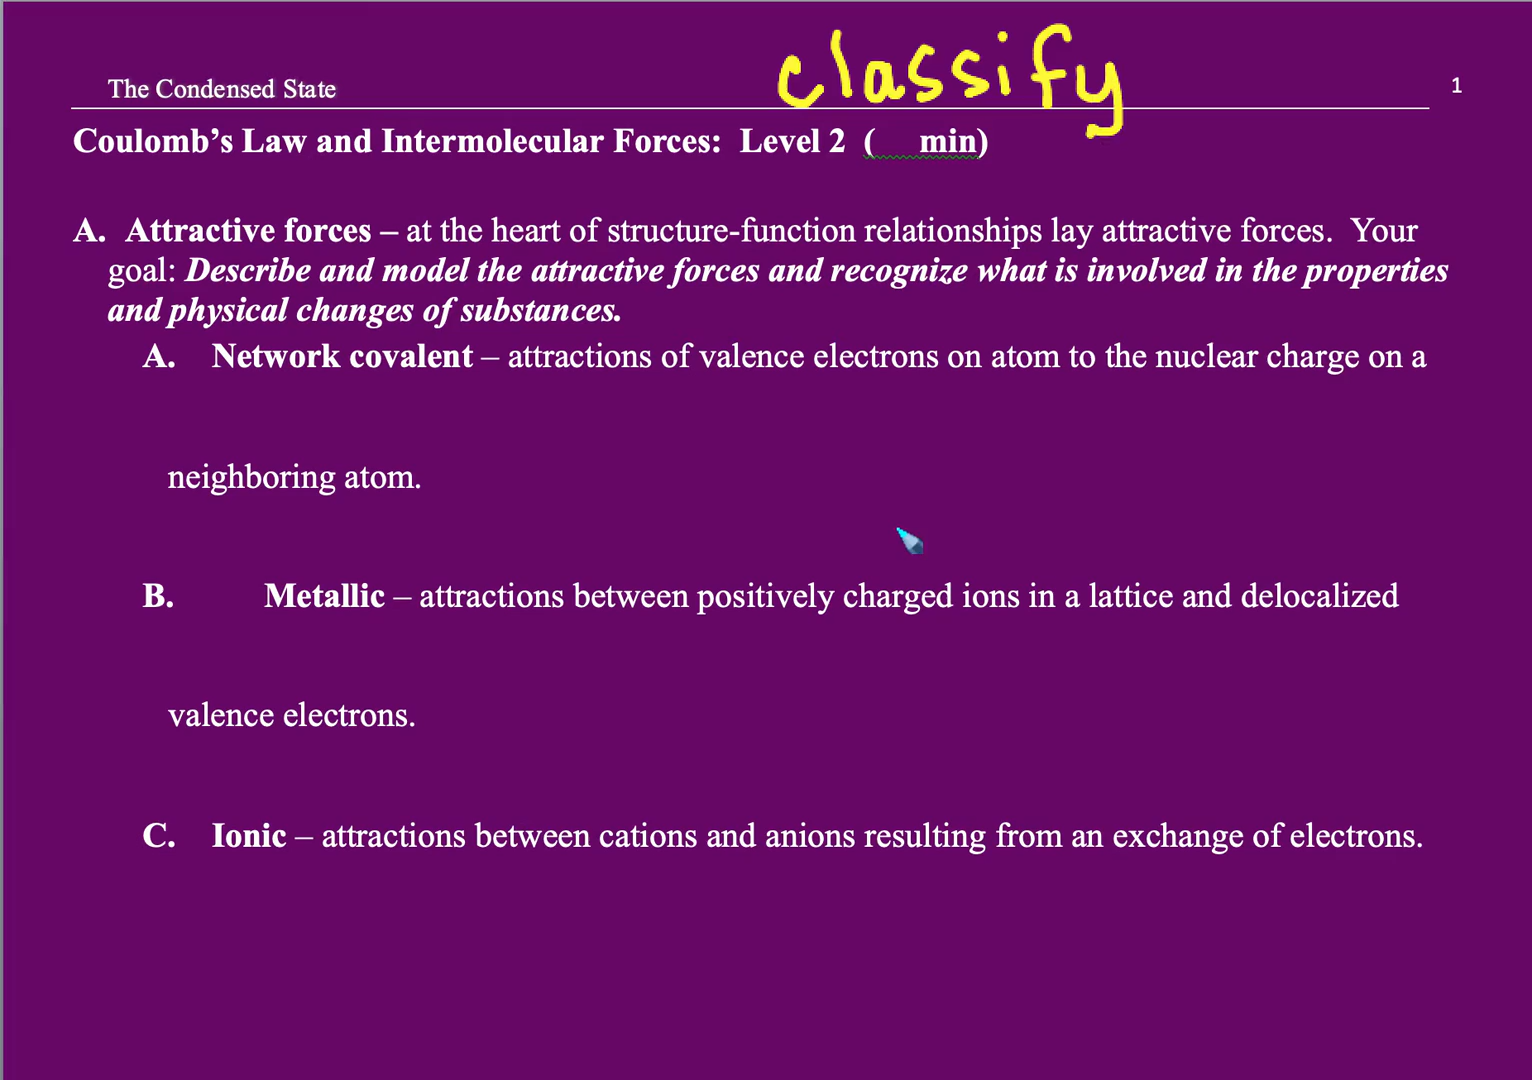 classify
The Condensed State 1
Coulomb’s Law and Intermolecular Forces: Level 2 ( min)
A. Attractive forces – at the heart of structure-function relationships lay attractive forces. Your
goal: Describe and model the attractive forces and recognize what is involved in the properties
and physical changes of substances.
A. Network covalent – attractions of valence electrons on atom to the nuclear charge on a
neighboring atom.
B. Metallic – attractions between positively charged ions in a lattice and delocalized
valence electrons.
C. Ionic – attractions between cations and anions resulting from an exchange of electrons.